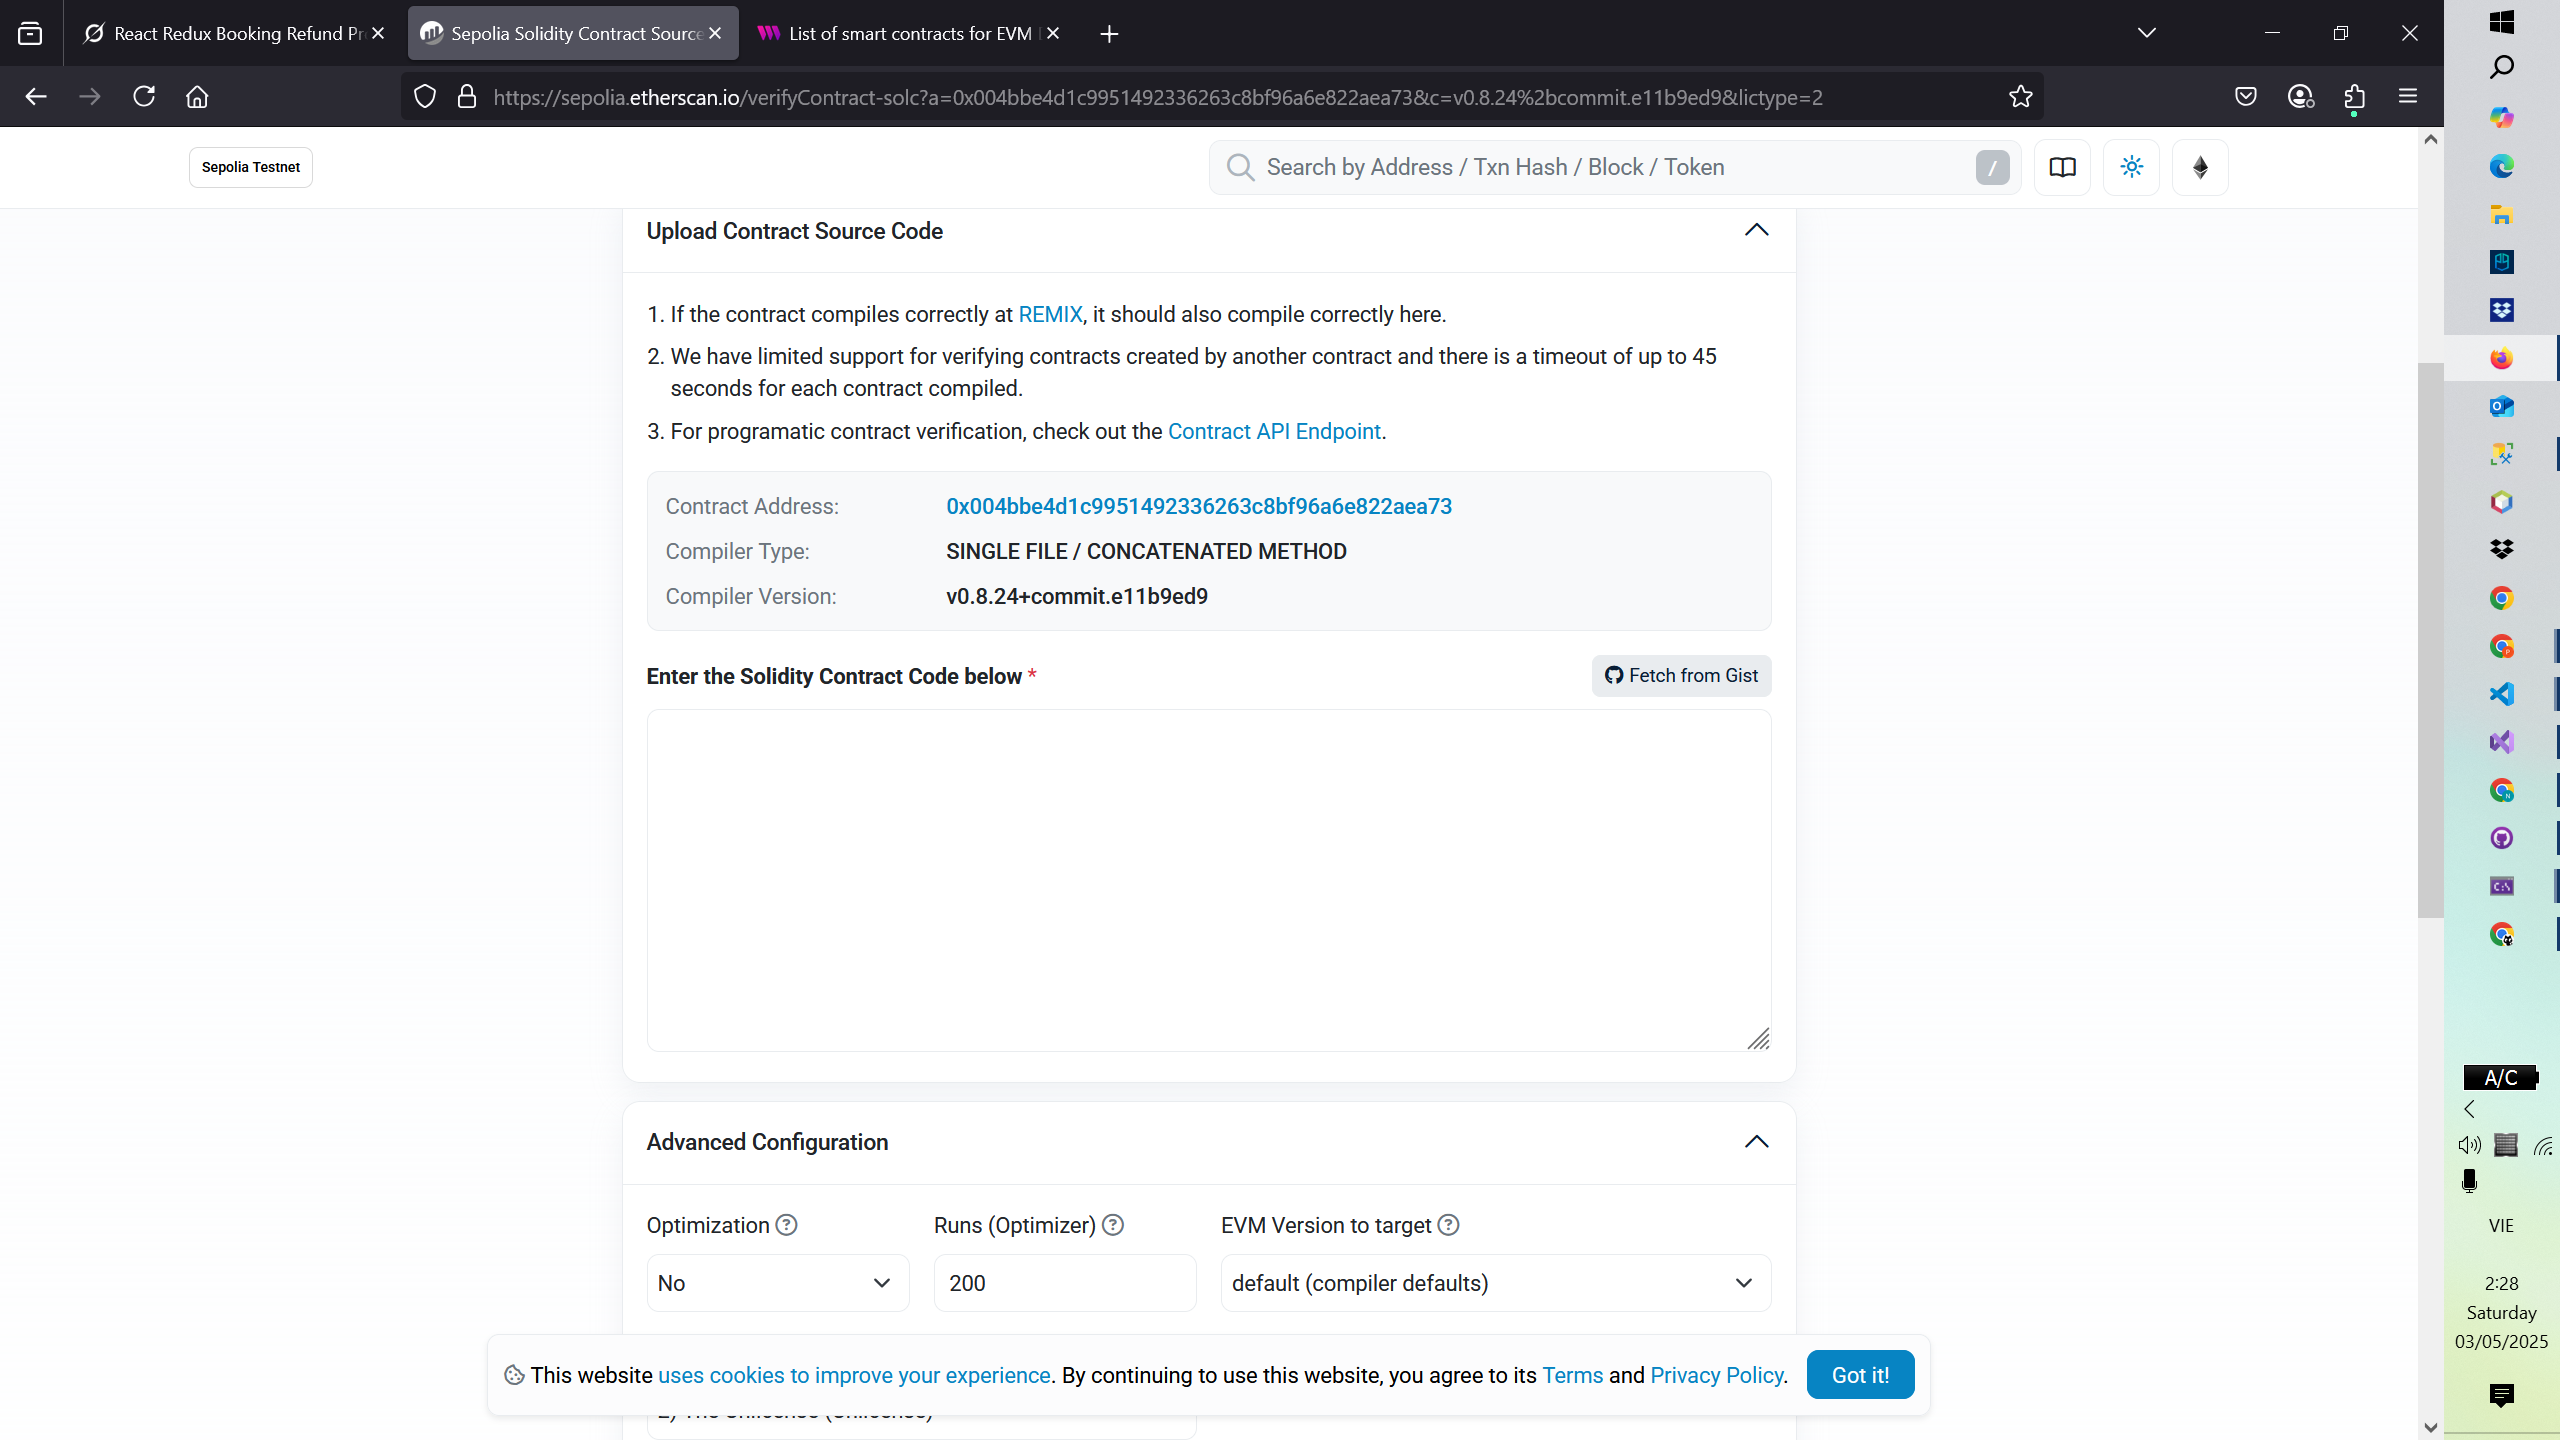 React Redux Booking Refund Pr
Sepolia Solidity Contract Source
List of smart contracts for EVM
https://sepolia.etherscan.io/verifyContract-solc?a=0x004bbe4d1c9951492336263c8bf96a6e822aea73&c=v0.8.24%2bcommit.e11b9ed9&lictype=2
Sepolia Testnet
Search by Address / Txn Hash / Block / Token
/
Upload Contract Source Code
1. If the contract compiles correctly at REMIX, it should also compile correctly here.
2. We have limited support for verifying contracts created by another contract and there is a timeout of up to 45
seconds for each contract compiled.
3. For programatic contract verification, check out the Contract API Endpoint.
Contract Address: 0x004bbe4d1c9951492336263c8bf96a6e822aea73
Compiler Type: SINGLE FILE / CONCATENATED METHOD
Compiler Version: v0.8.24+commit.e11b9ed9
Enter the Solidity Contract Code below *
Fetch from Gist
Advanced Configuration
Optimization
Runs (Optimizer)
EVM Version to target
No
200
default (compiler defaults)
This website uses cookies to improve your experience. By continuing to use this website, you agree to its Terms and Privacy Policy.
Got it!
A/C
VIE
2:28
Saturday
03/05/2025